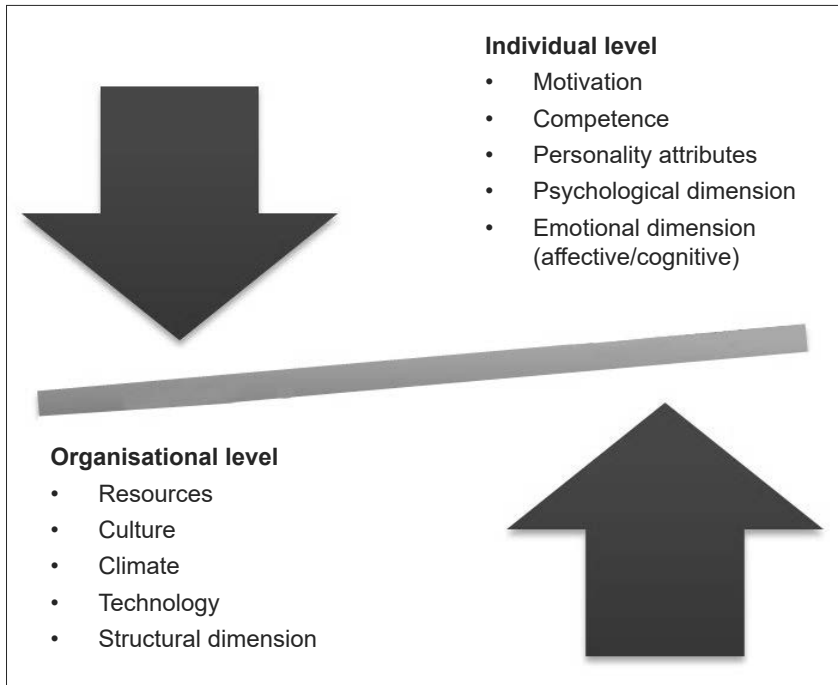 Individual level
• Motivation
• Competence
• Personality attributes
• Psychological dimension
• Emotional dimension
(affective/cognitive)
Organisational level
• Resources
• Culture
• Climate
• Technology
• Structural dimension